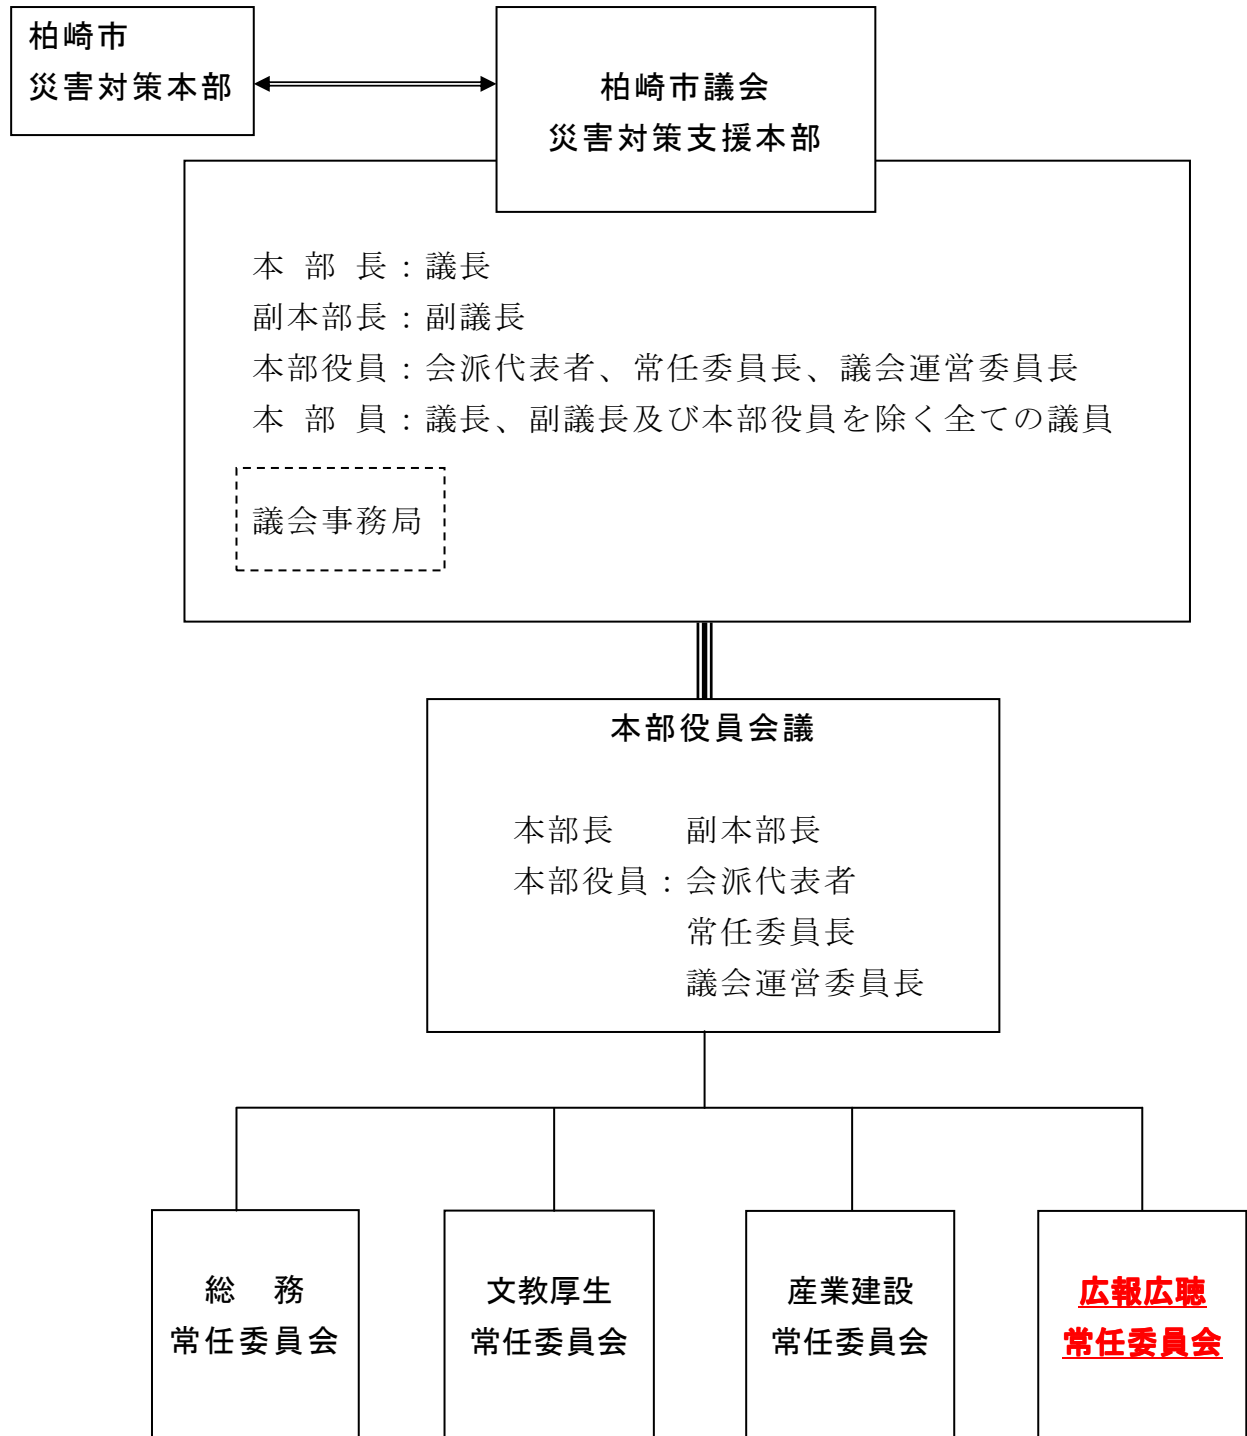 柏崎市
災害対策本部
柏崎市議会
災害対策支援本部
本 部 長：議長
副本部長：副議長
本部役員：会派代表者、常任委員長、議会運営委員長
本 部 員：議長、副議長及び本部役員を除く全ての議員
議会事務局
本部役員会議
本部長　　副本部長
本部役員：会派代表者
常任委員長
議会運営委員長
総　務
常任委員会
文教厚生
常任委員会
産業建設
常任委員会
広報広聴
常任委員会